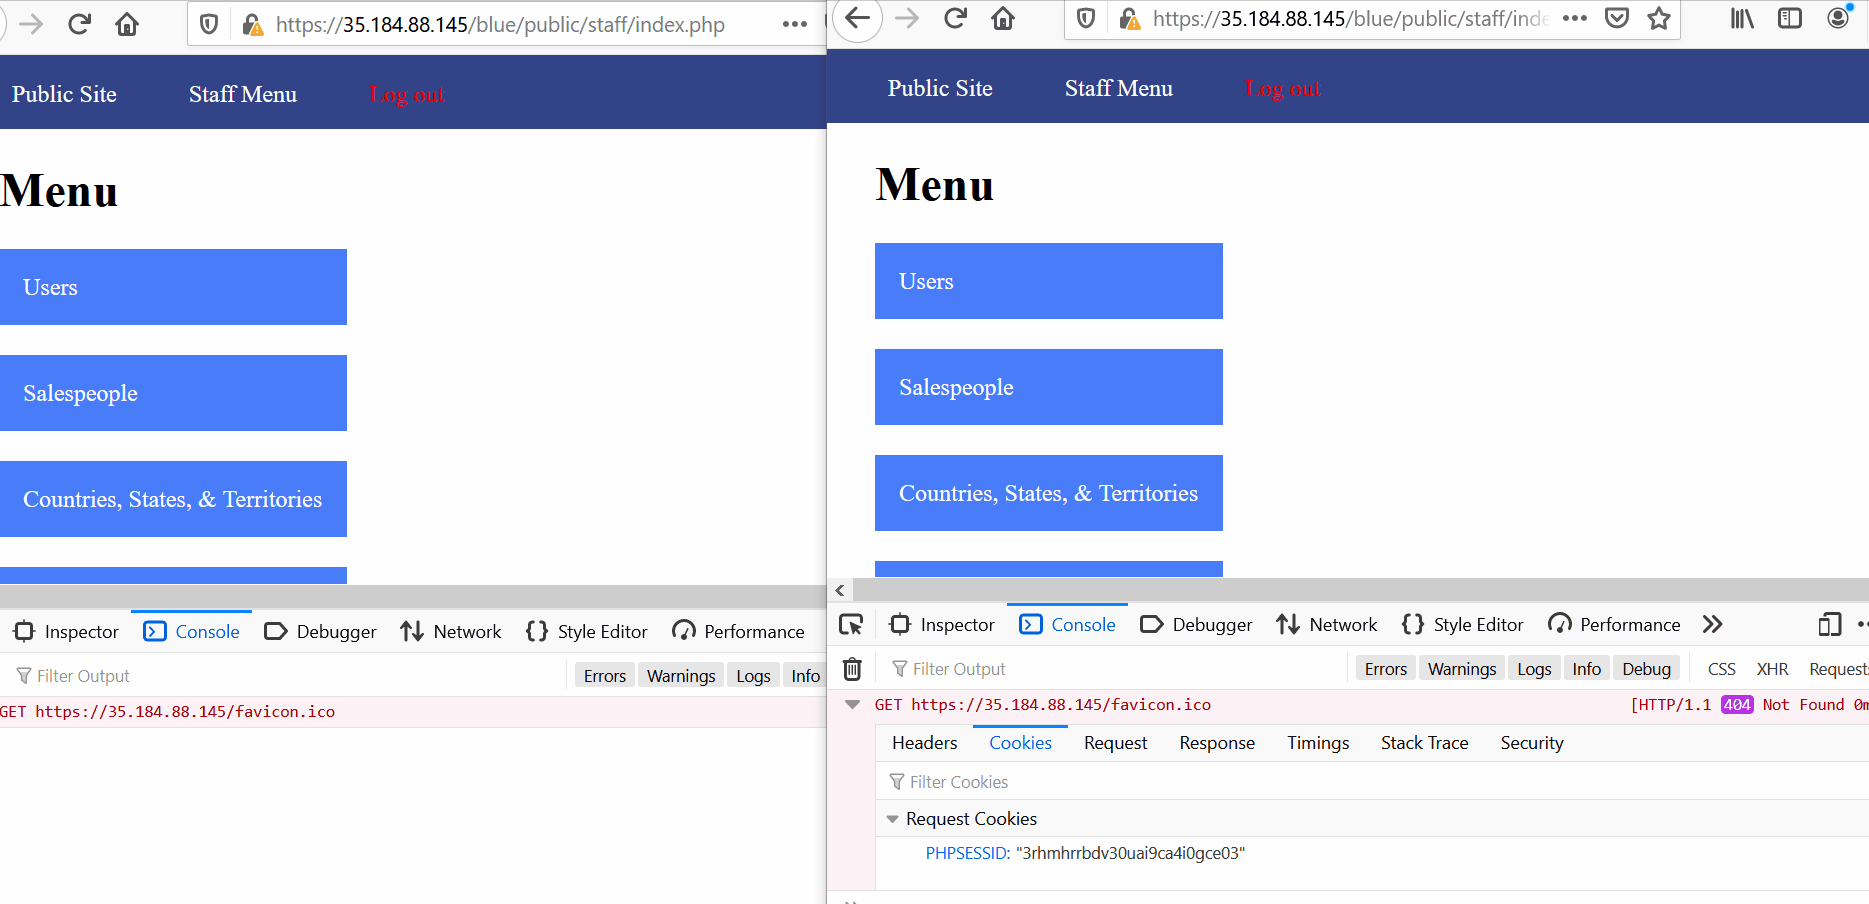 https://35.184.88.145/blue/public/staff/index.php
Public Site Staff Menu Log out
Menu
Users
Salespeople
Countries, States, & Territories
Inspector Console Debugger Network Style Editor Performance
Filter Output Errors Warnings Logs Info
GET https://35.184.88.145/favicon.ico
https://35.184.88.145/blue/public/staff/inde
Public Site Staff Menu Log out
Menu
Users
Salespeople
Countries, States, & Territories
Inspector Console Debugger Network Style Editor Performance
Filter Output Errors Warnings Logs Info Debug CSS XHR Requests
GET https://35.184.88.145/favicon.ico [HTTP/1.1 404 Not Found 0m
Headers Cookies Request Response Timings Stack Trace Security
Filter Cookies
Request Cookies
PHPSESSID: "3rhmhrrbdv30uai9ca4i0gce03"